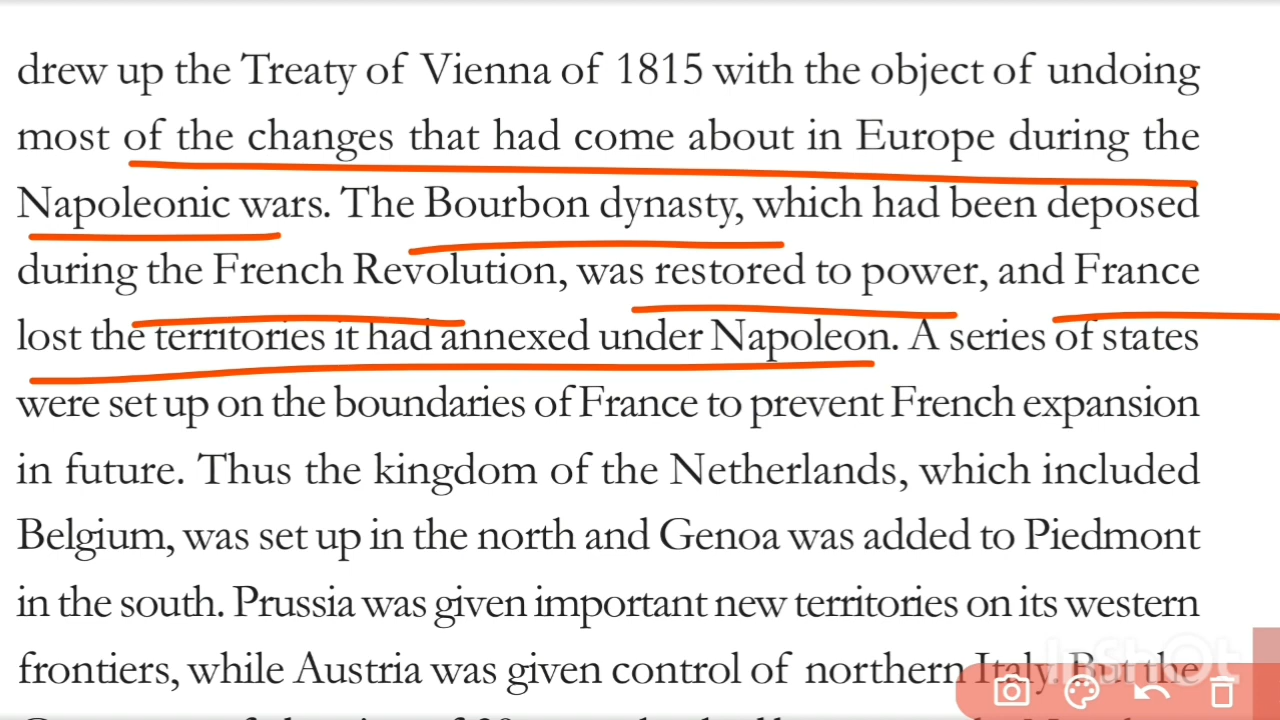 drew up the Treaty of Vienna of 1815 with the object of undoing
most of the changes that had come about in Europe during the
Napoleonic wars. The Bourbon dynasty, which had been deposed
during the French Revolution, was restored to power, and France
lost the territories it had annexed under Napoleon. A series of states
were set up on the boundaries of France to prevent French expansion
in future. Thus the kingdom of the Netherlands, which included
Belgium, was set up in the north and Genoa was added to Piedmont
in the south. Prussia was given important new territories on its western
frontiers, while Austria was given control of northern Italy. But the